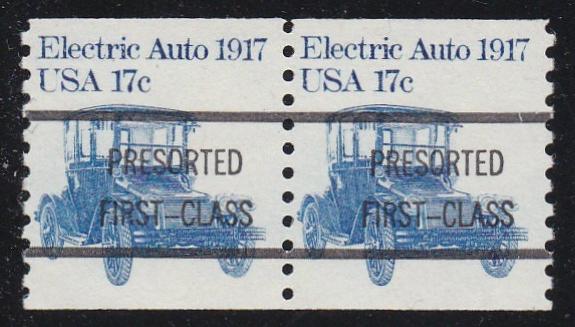 Electric Auto 1917
USA 17c
PRESORTED
FIRST-CLASS
Electric Auto 1917
USA 17c
PRESORTED
FIRST-CLASS